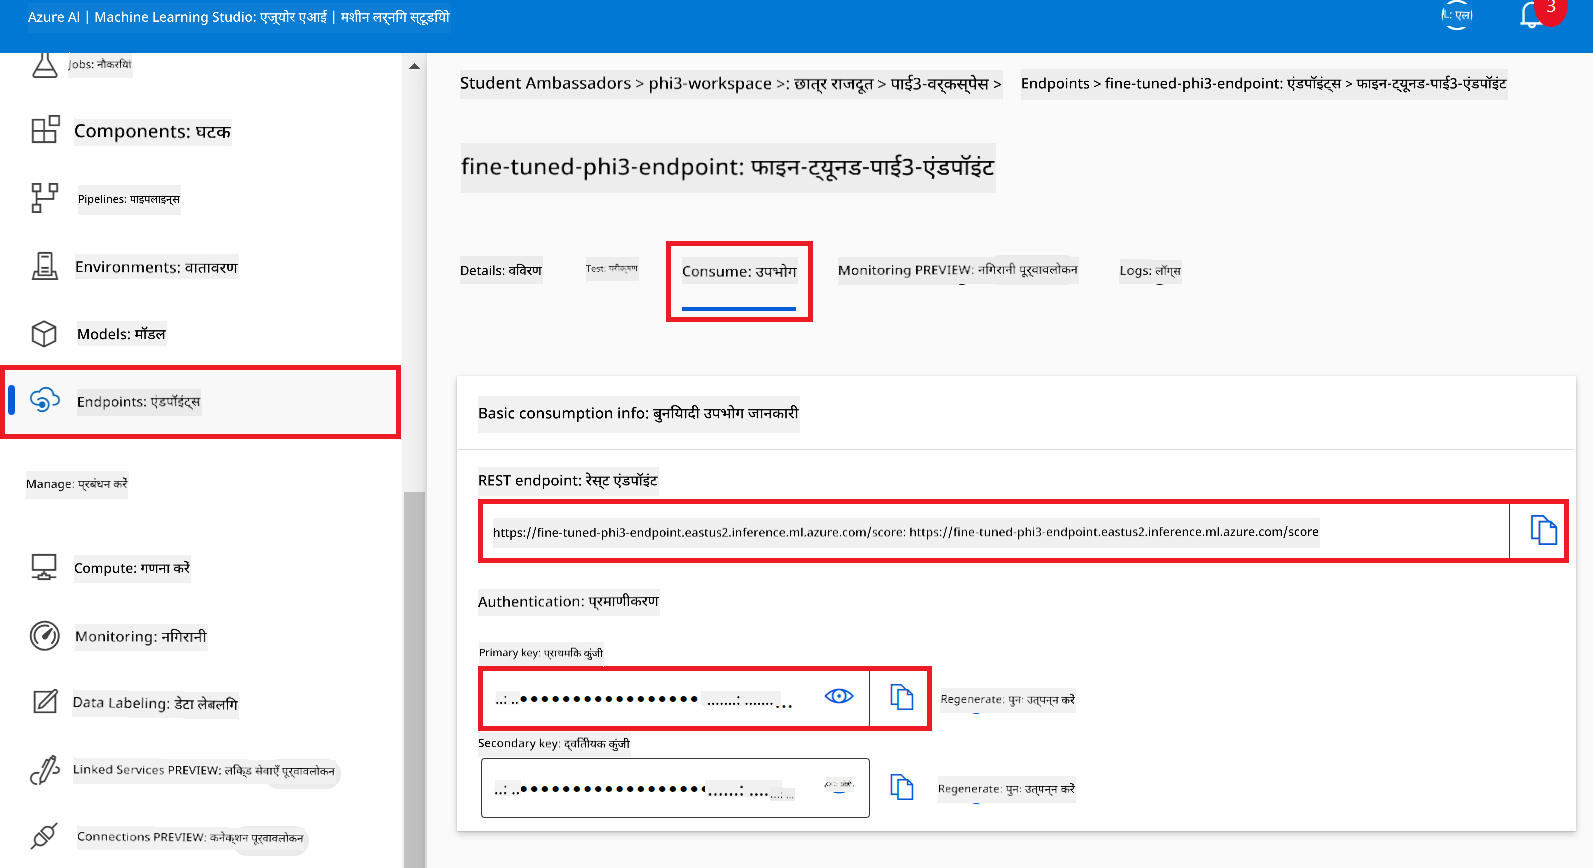 Azure AI | Machine Learning Studio: एज़्योर एआई | मशीन लर्निंग स्टूडियो
3
Jobs: नौकरियां
Components: घटक
Pipelines: पाइपलाइन्स
Environments: वातावरण
Models: मॉडल
Endpoints: एंडपॉइंट्स
Manage: प्रबंधन करें
Compute: गणना करें
Monitoring: निगरानी
Data Labeling: डेटा लेबलिंग
Linked Services PREVIEW: लिंक्ड सेवाएँ पूर्वावलोकन
Connections PREVIEW: कनेक्शन पूर्वावलोकन
Student Ambassadors > phi3-workspace >: छात्र राजदूत > पाई3-वर्कस्पेस >
Endpoints > fine-tuned-phi3-endpoint: एंडपॉइंट्स > फाइन-ट्यूनड-पाई3-एंडपॉइंट
fine-tuned-phi3-endpoint: फाइन-ट्यूनड-पाई3-एंडपॉइंट
Details: विवरण
Test: परीक्षण
Consume: उपभोग
Monitoring PREVIEW: निगरानी पूर्वावलोकन
Logs: लॉग्स
Basic consumption info: बुनियादी उपभोग जानकारी
REST endpoint: रेस्ट एंडपॉइंट
https://fine-tuned-phi3-endpoint.eastus2.inference.ml.azure.com/score: https://fine-tuned-phi3-endpoint.eastus2.inference.ml.azure.com/score
Authentication: प्रमाणीकरण
Primary key: प्राथमिक कुंजी
Regenerate: पुनः उत्पन्न करें
Secondary key: द्वितीयक कुंजी
Regenerate: पुनः उत्पन्न करें